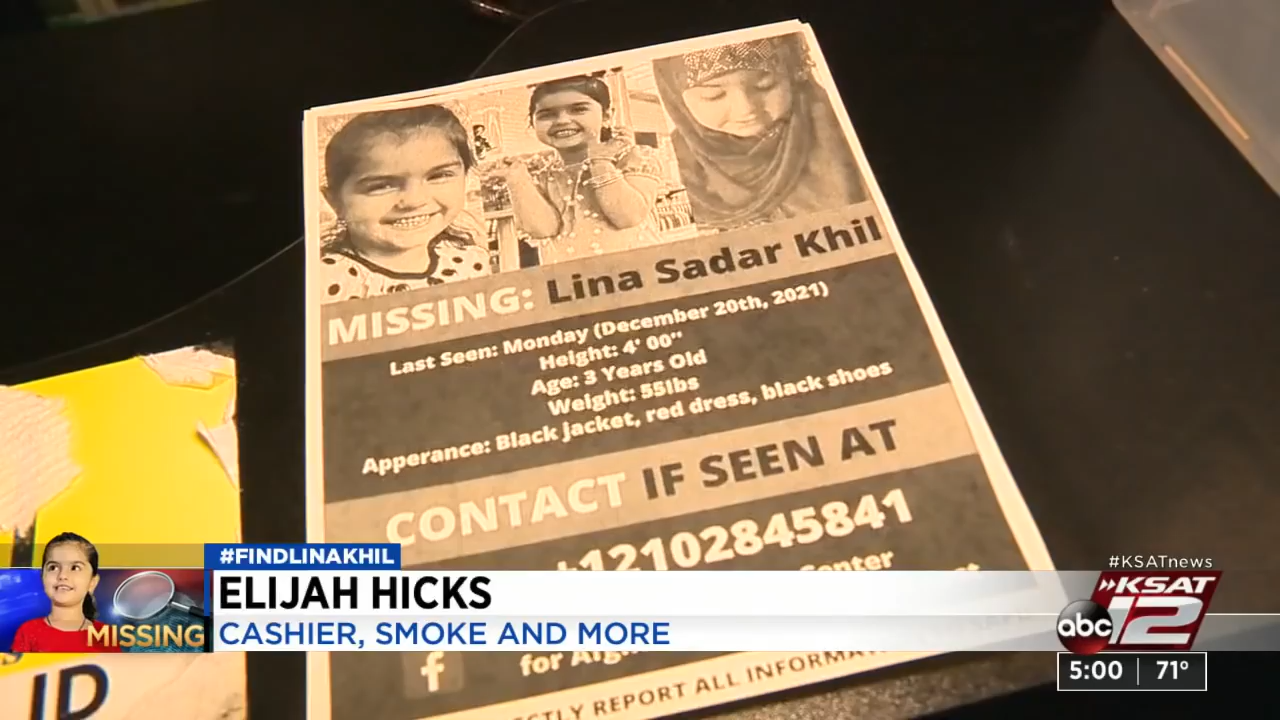 MISSING: Lina Sadar Khil
Last Seen: Monday (December 20th, 2021)
Height: 4' 00"
Age: 3 Years Old
Weight: 55lbs
Apperance: Black jacket, red dress, black shoes
CONTACT IF SEEN AT
+12102845841
Center
for
REPORT ALL
ID
MISSING
#FINDLINAKHIL
ELIJAH HICKS
CASHIER, SMOKE AND MORE
#KSATnews
KSAT
abc 12
5:00 71°